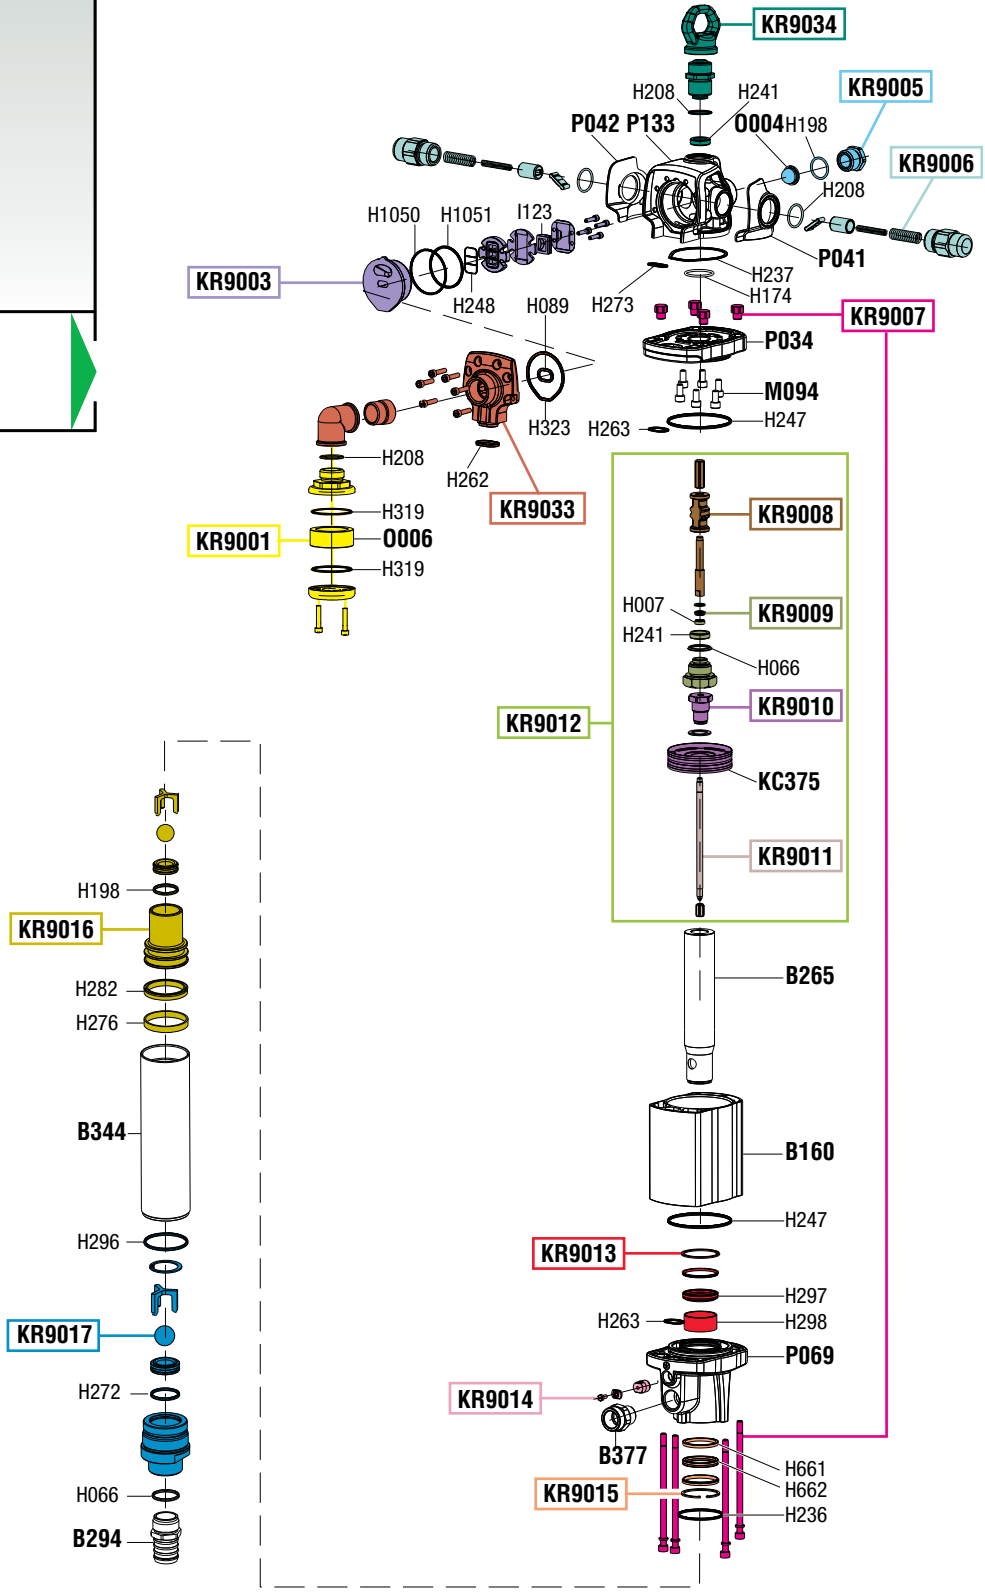 KR9034
H208
H241
KR9005
P042 P133
O004 H198
KR9006
H208
H1050
H1051
I123
P041
KR9003
H248
H089
H273
H237
H174
KR9007
P034
M094
H323
H263
H247
H208
H262
KR9033
H319
KR9001
O006
H319
KR9008
H007
KR9009
H241
H066
KR9010
KR9012
KC375
KR9011
H198
KR9016
B265
H282
H276
B344
B160
H247
H296
KR9013
H297
H263
H298
KR9017
P069
H272
KR9014
B377
H661
H662
KR9015
H066
H236
B294